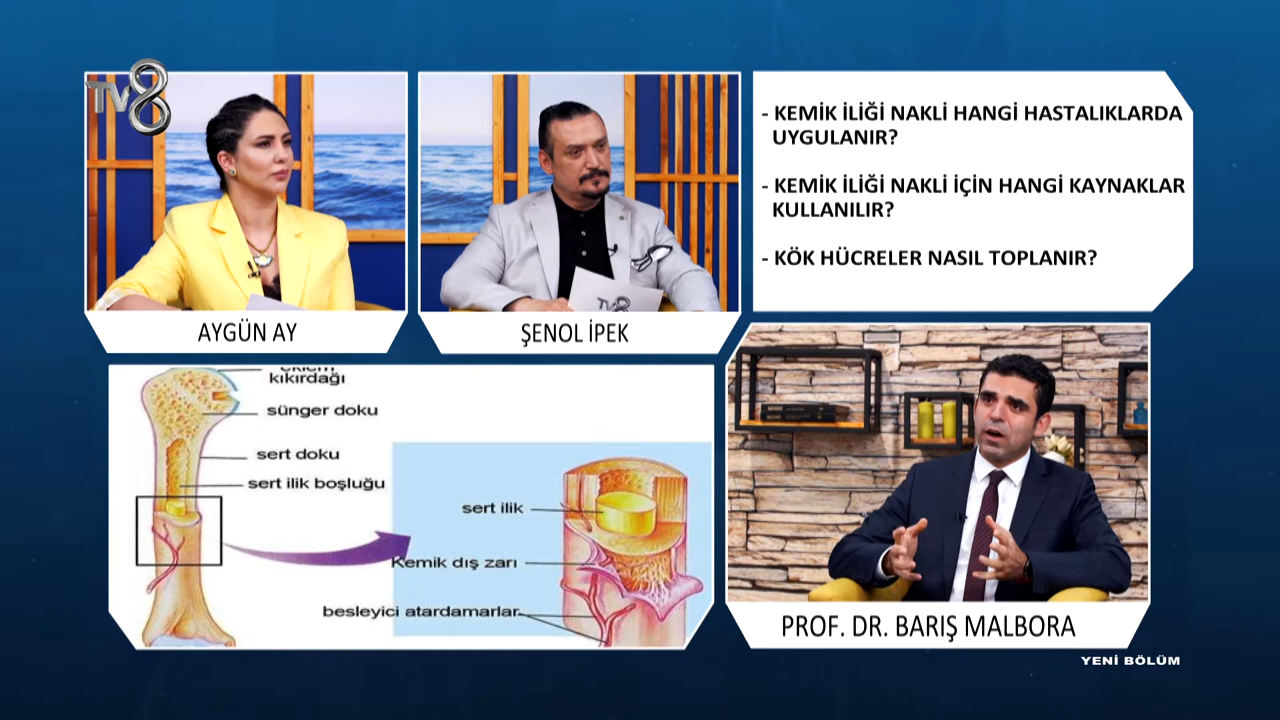 TV8
- KEMİK İLİĞİ NAKLİ HANGİ HASTALIKLARDA
UYGULANIR?
- KEMİK İLİĞİ NAKLİ İÇİN HANGİ KAYNAKLAR
KULLANILIR?
- KÖK HÜCRELER NASIL TOPLANIR?
TV8
AYGÜN AY
ŞENOL İPEK
eklem
kıkırdağı
sünger doku
sert doku
sert ilik boşluğu
sert ilik
Kemik dış zarı
besleyici atardamarlar
PROF. DR. BARIŞ MALBORA
YENİ BÖLÜM